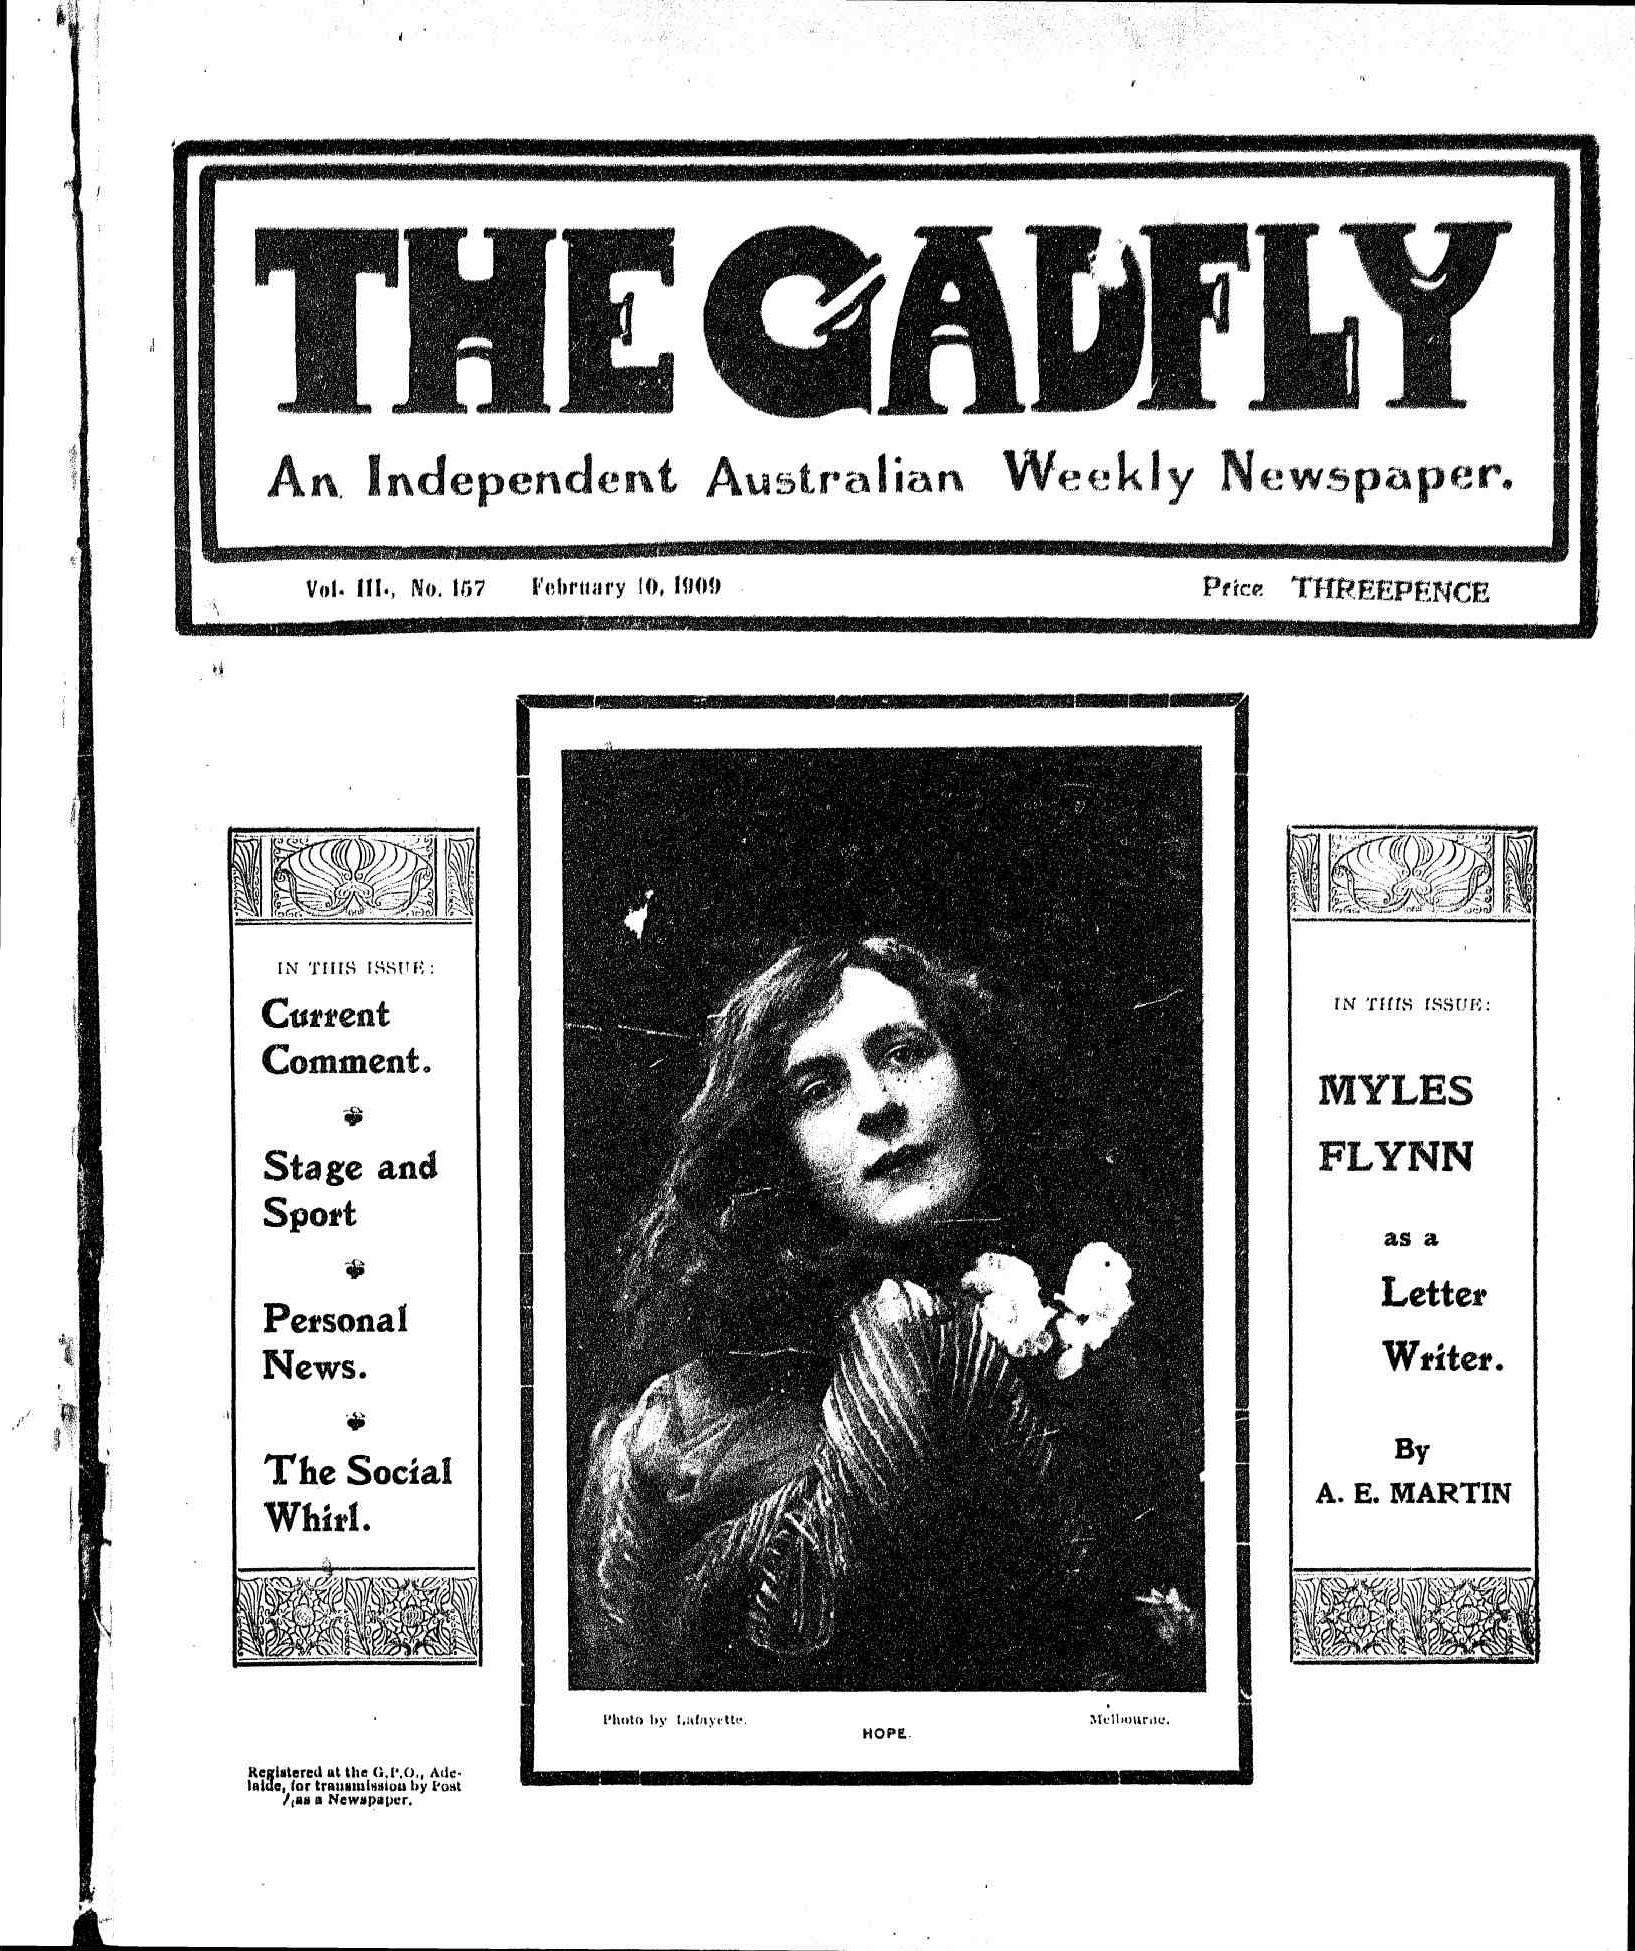 THE GADFLY
An Independent Australian Weekly Newspaper.
Vol. III., No. 157 February 10, 1909 Price THREEPENCE
IN THIS ISSUE:
Current
Comment.
Stage and
Sport
Personal
News.
The Social
Whirl.
Photo by Lafayette. Melbourne.
HOPE.
IN THIS ISSUE:
MYLES
FLYNN
as a
Letter
Writer.
By
A. E. MARTIN
Registered at the G.P.O., Ade-
laide, for transmission by Post
as a Newspaper.